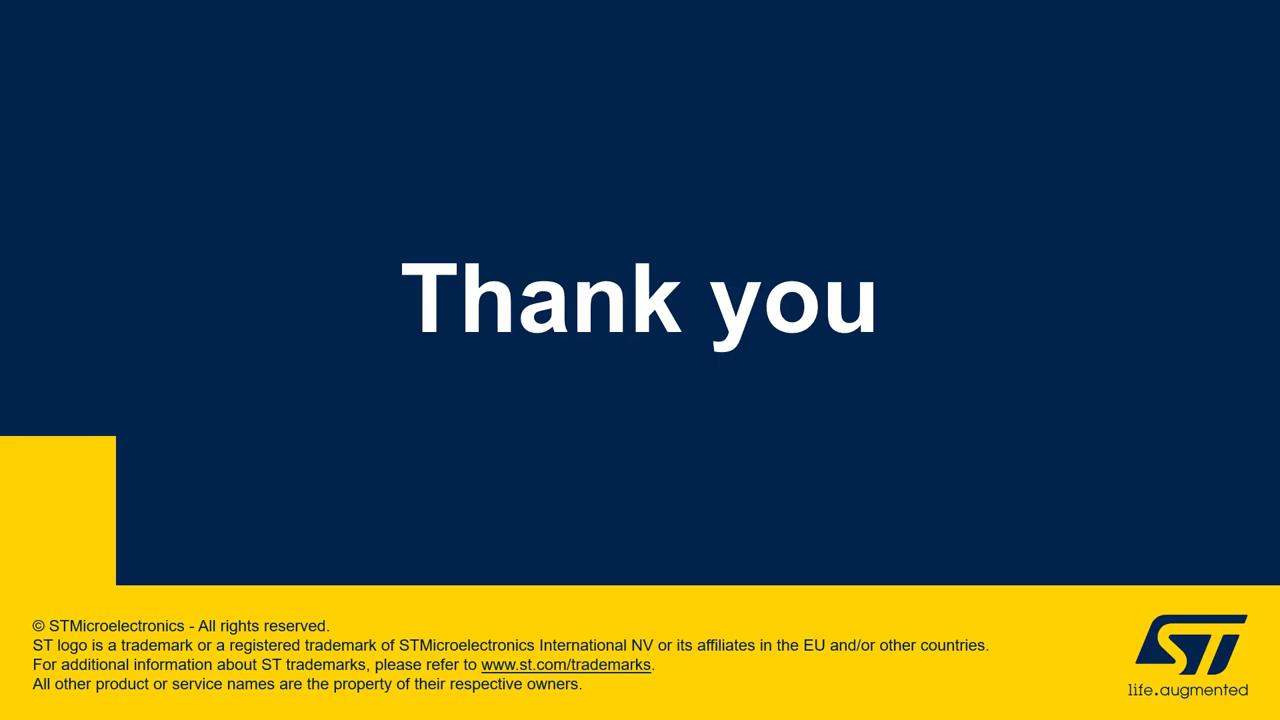 Thank you
© STMicroelectronics - All rights reserved.
ST logo is a trademark or a registered trademark of STMicroelectronics International NV or its affiliates in the EU and/or other countries.
For additional information about ST trademarks, please refer to www.st.com/trademarks.
All other product or service names are the property of their respective owners.
ST
life.augmented